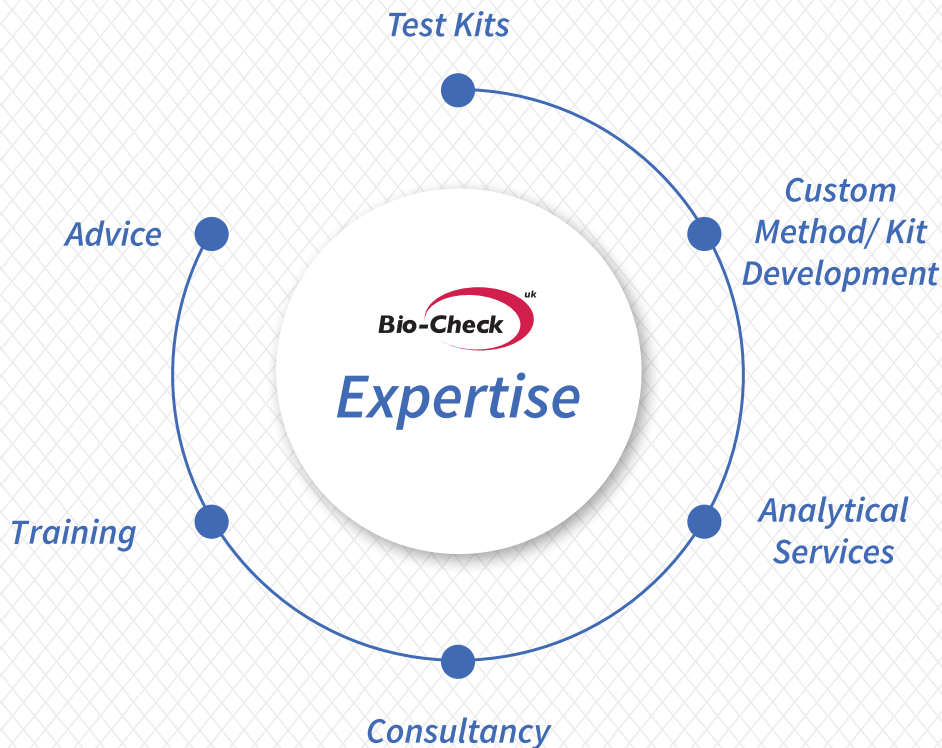 Test Kits
Custom
Method/ Kit
Development
Advice
uk
Bio-Check
Expertise
Analytical
Services
Training
Consultancy